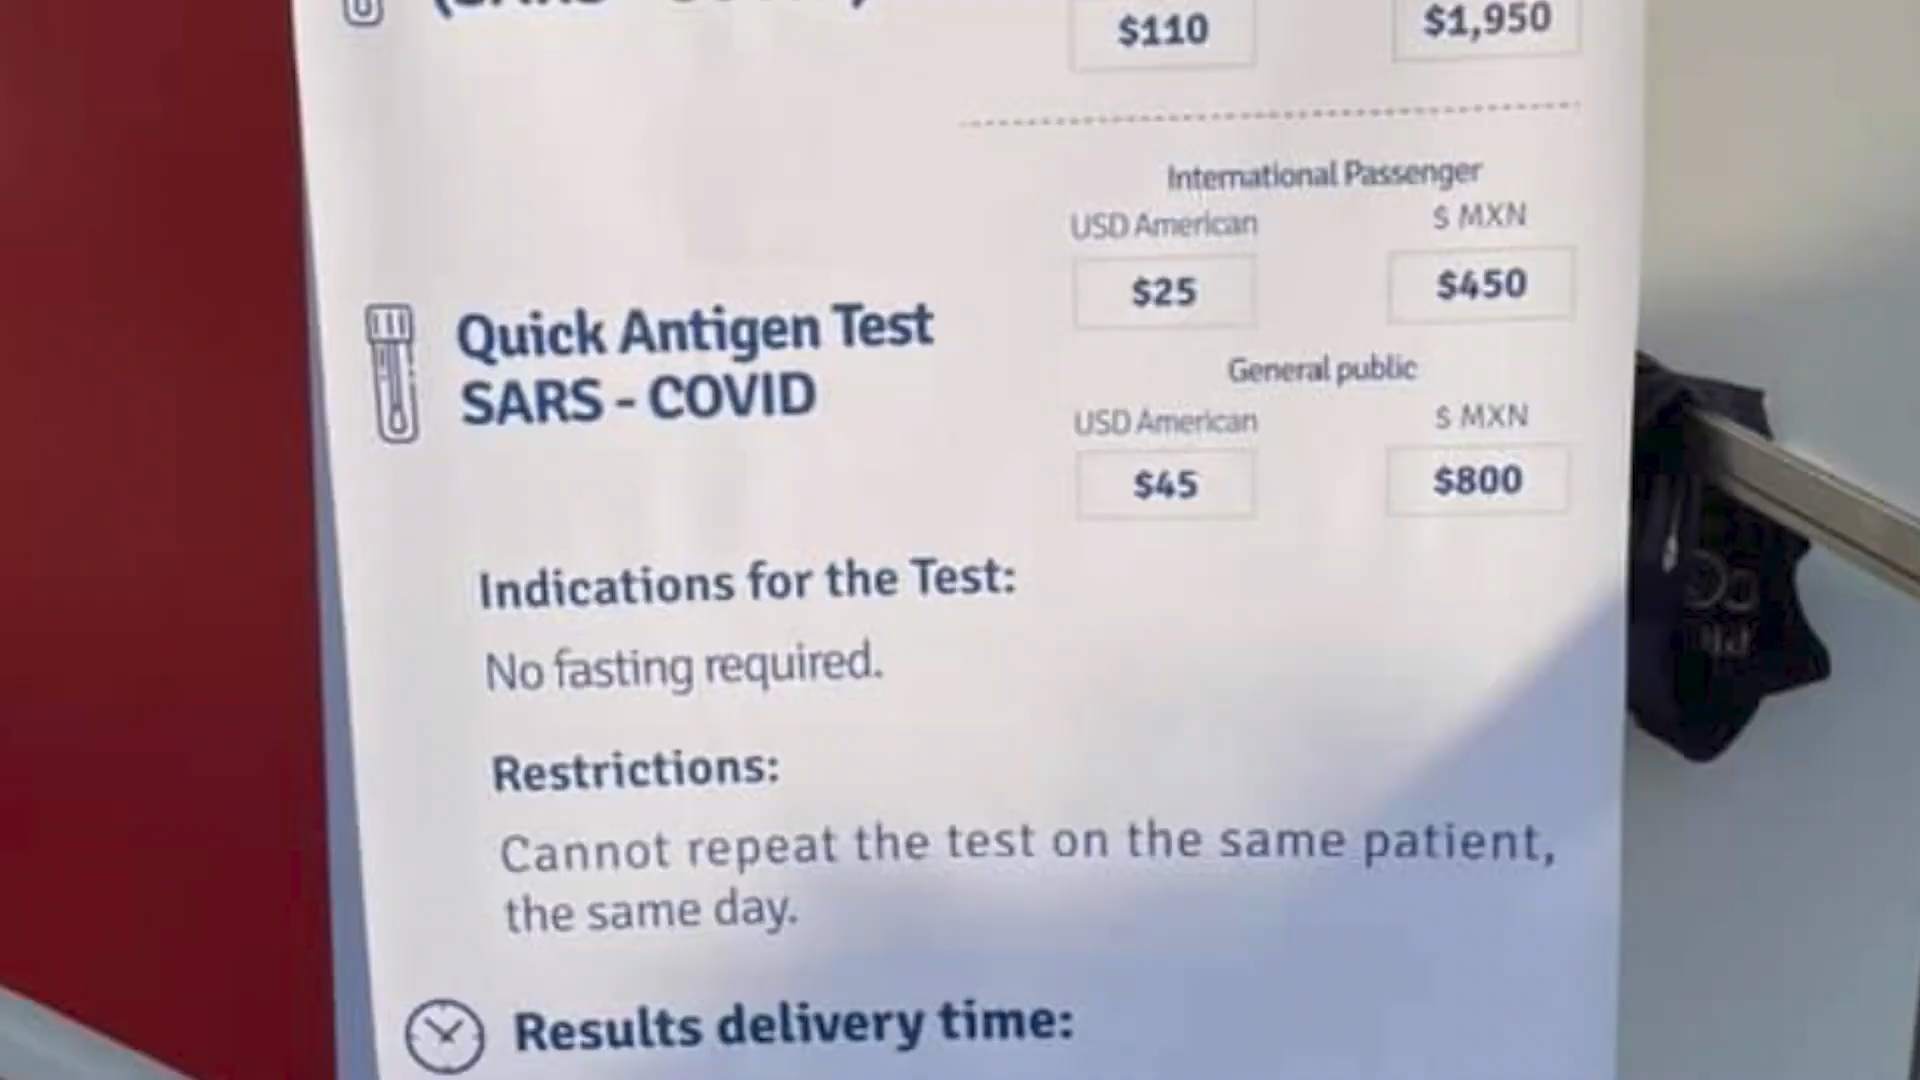 $110 $1,950
International Passenger
USD American $ MXN
$25 $450
Quick Antigen Test
SARS - COVID
General public
USD American $ MXN
$45 $800
Indications for the Test:
No fasting required.
Restrictions:
Cannot repeat the test on the same patient,
the same day.
Results delivery time: